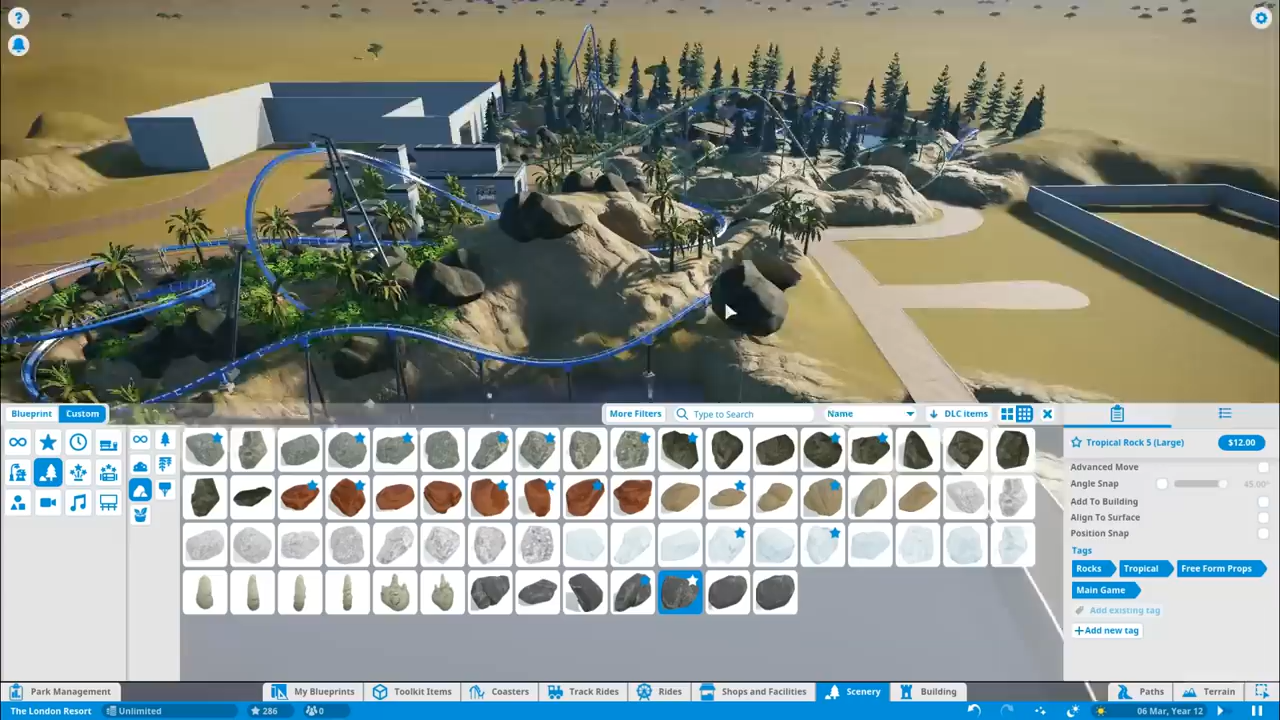 ?
Blueprint Custom More Filters Type to Search Name DLC items
Tropical Rock 5 (Large) $12.00
Advanced Move
Angle Snap 45.00°
Add To Building
Align To Surface
Position Snap
Tags
Rocks Tropical Free Form Props
Main Game
Add existing tag
+Add new tag
Park Management My Blueprints Toolkit Items Coasters Track Rides Rides Shops and Facilities Scenery Building Paths Terrain
The London Resort Unlimited 286 0 06 Mar, Year 12